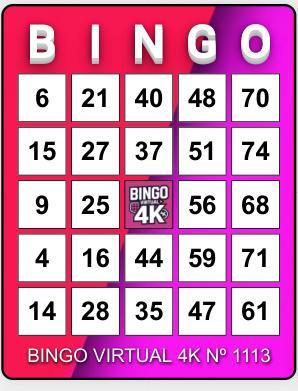 B I N G O
6 21 40 48 70
15 27 37 51 74
9 25 BINGO VIRTUAL 4K 56 68
4 16 44 59 71
14 28 35 47 61
BINGO VIRTUAL 4K Nº 1113